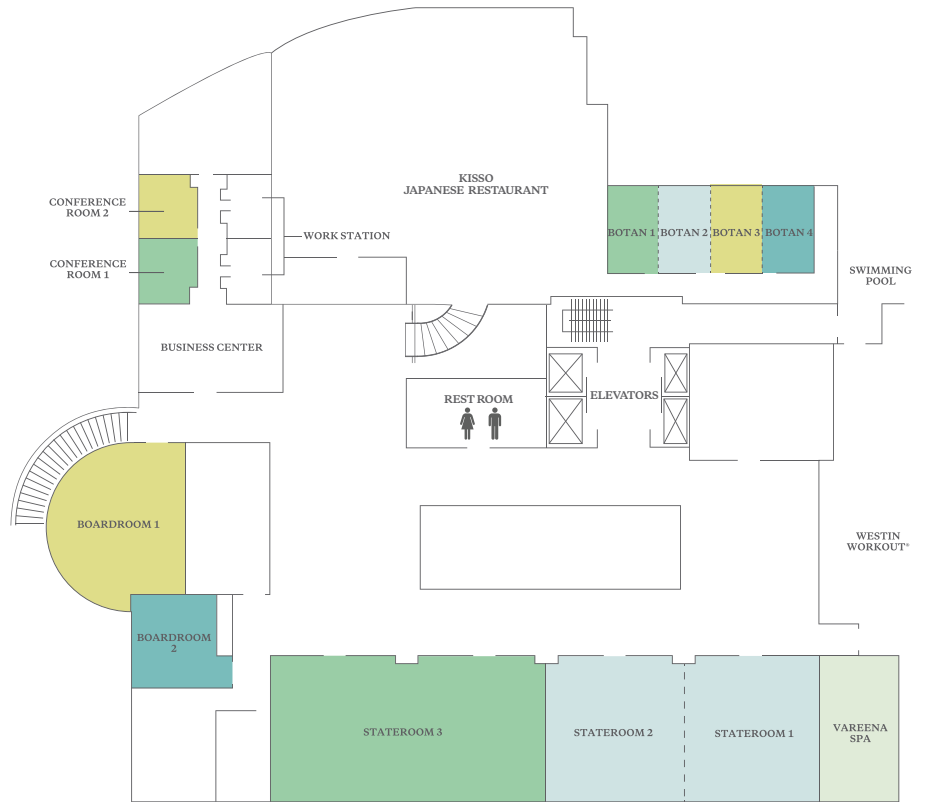 KISSO
JAPANESE RESTAURANT
CONFERENCE
ROOM 2
WORK STATION
BOTAN 1
BOTAN 2
BOTAN 3
BOTAN 4
CONFERENCE
ROOM 1
SWIMMING
POOL
BUSINESS CENTER
REST ROOM
ELEVATORS
BOARDROOM 1
WESTIN
WORKOUT®
BOARDROOM
2
STATEROOM 3
STATEROOM 2
STATEROOM 1
VAREENA
SPA